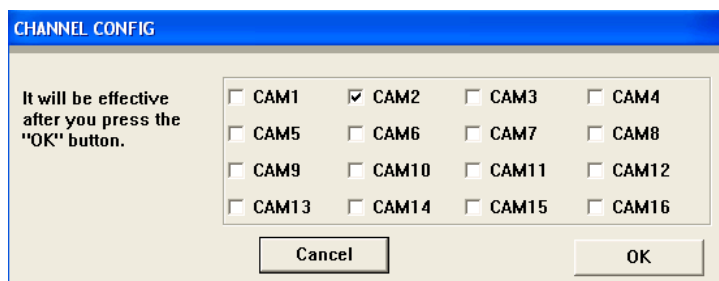 CHANNEL CONFIG
It will be effective
after you press the
"OK" button.
CAM1 CAM2 CAM3 CAM4
CAM5 CAM6 CAM7 CAM8
CAM9 CAM10 CAM11 CAM12
CAM13 CAM14 CAM15 CAM16
Cancel OK